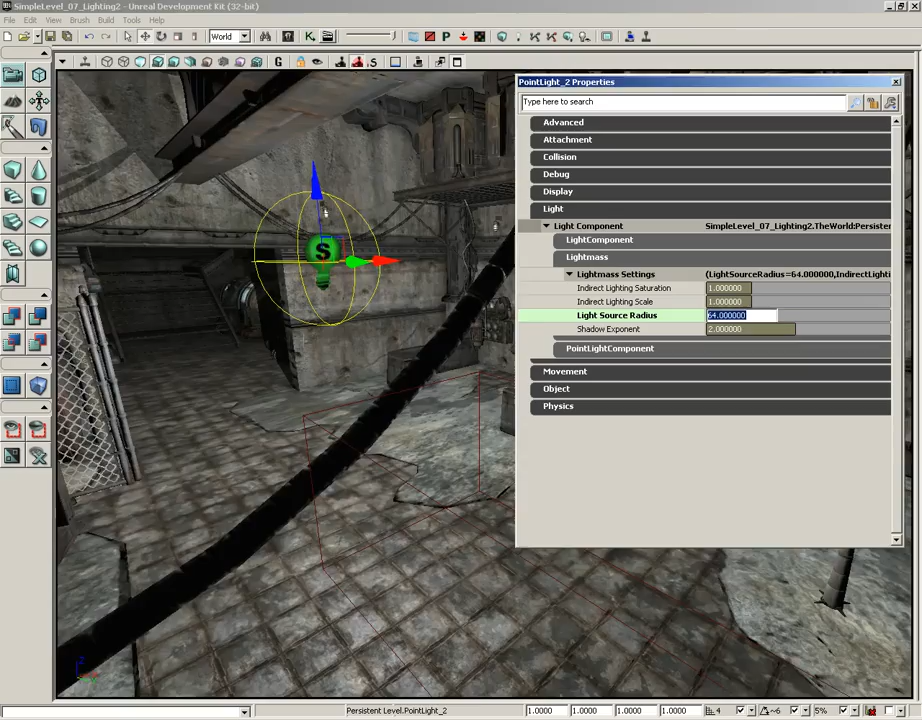 SimpleLevel_07_Lighting2 - Unreal Development Kit (32-bit)
File Edit View Brush Build Tools Help
World
G
PointLight_2 Properties
Type here to search
Advanced
Attachment
Collision
Debug
Display
Light
Light Component SimpleLevel_07_Lighting2.TheWorld:Persister
LightComponent
Lightmass
Lightmass Settings (LightSourceRadius=64.000000,IndirectLighti
Indirect Lighting Saturation 1.000000
Indirect Lighting Scale 1.000000
Light Source Radius 64.000000
Shadow Exponent 2.000000
PointLightComponent
Movement
Object
Physics
S
Persistent Level.PointLight_2 1.0000 1.0000 1.0000 1.0000 4 ~6 5%